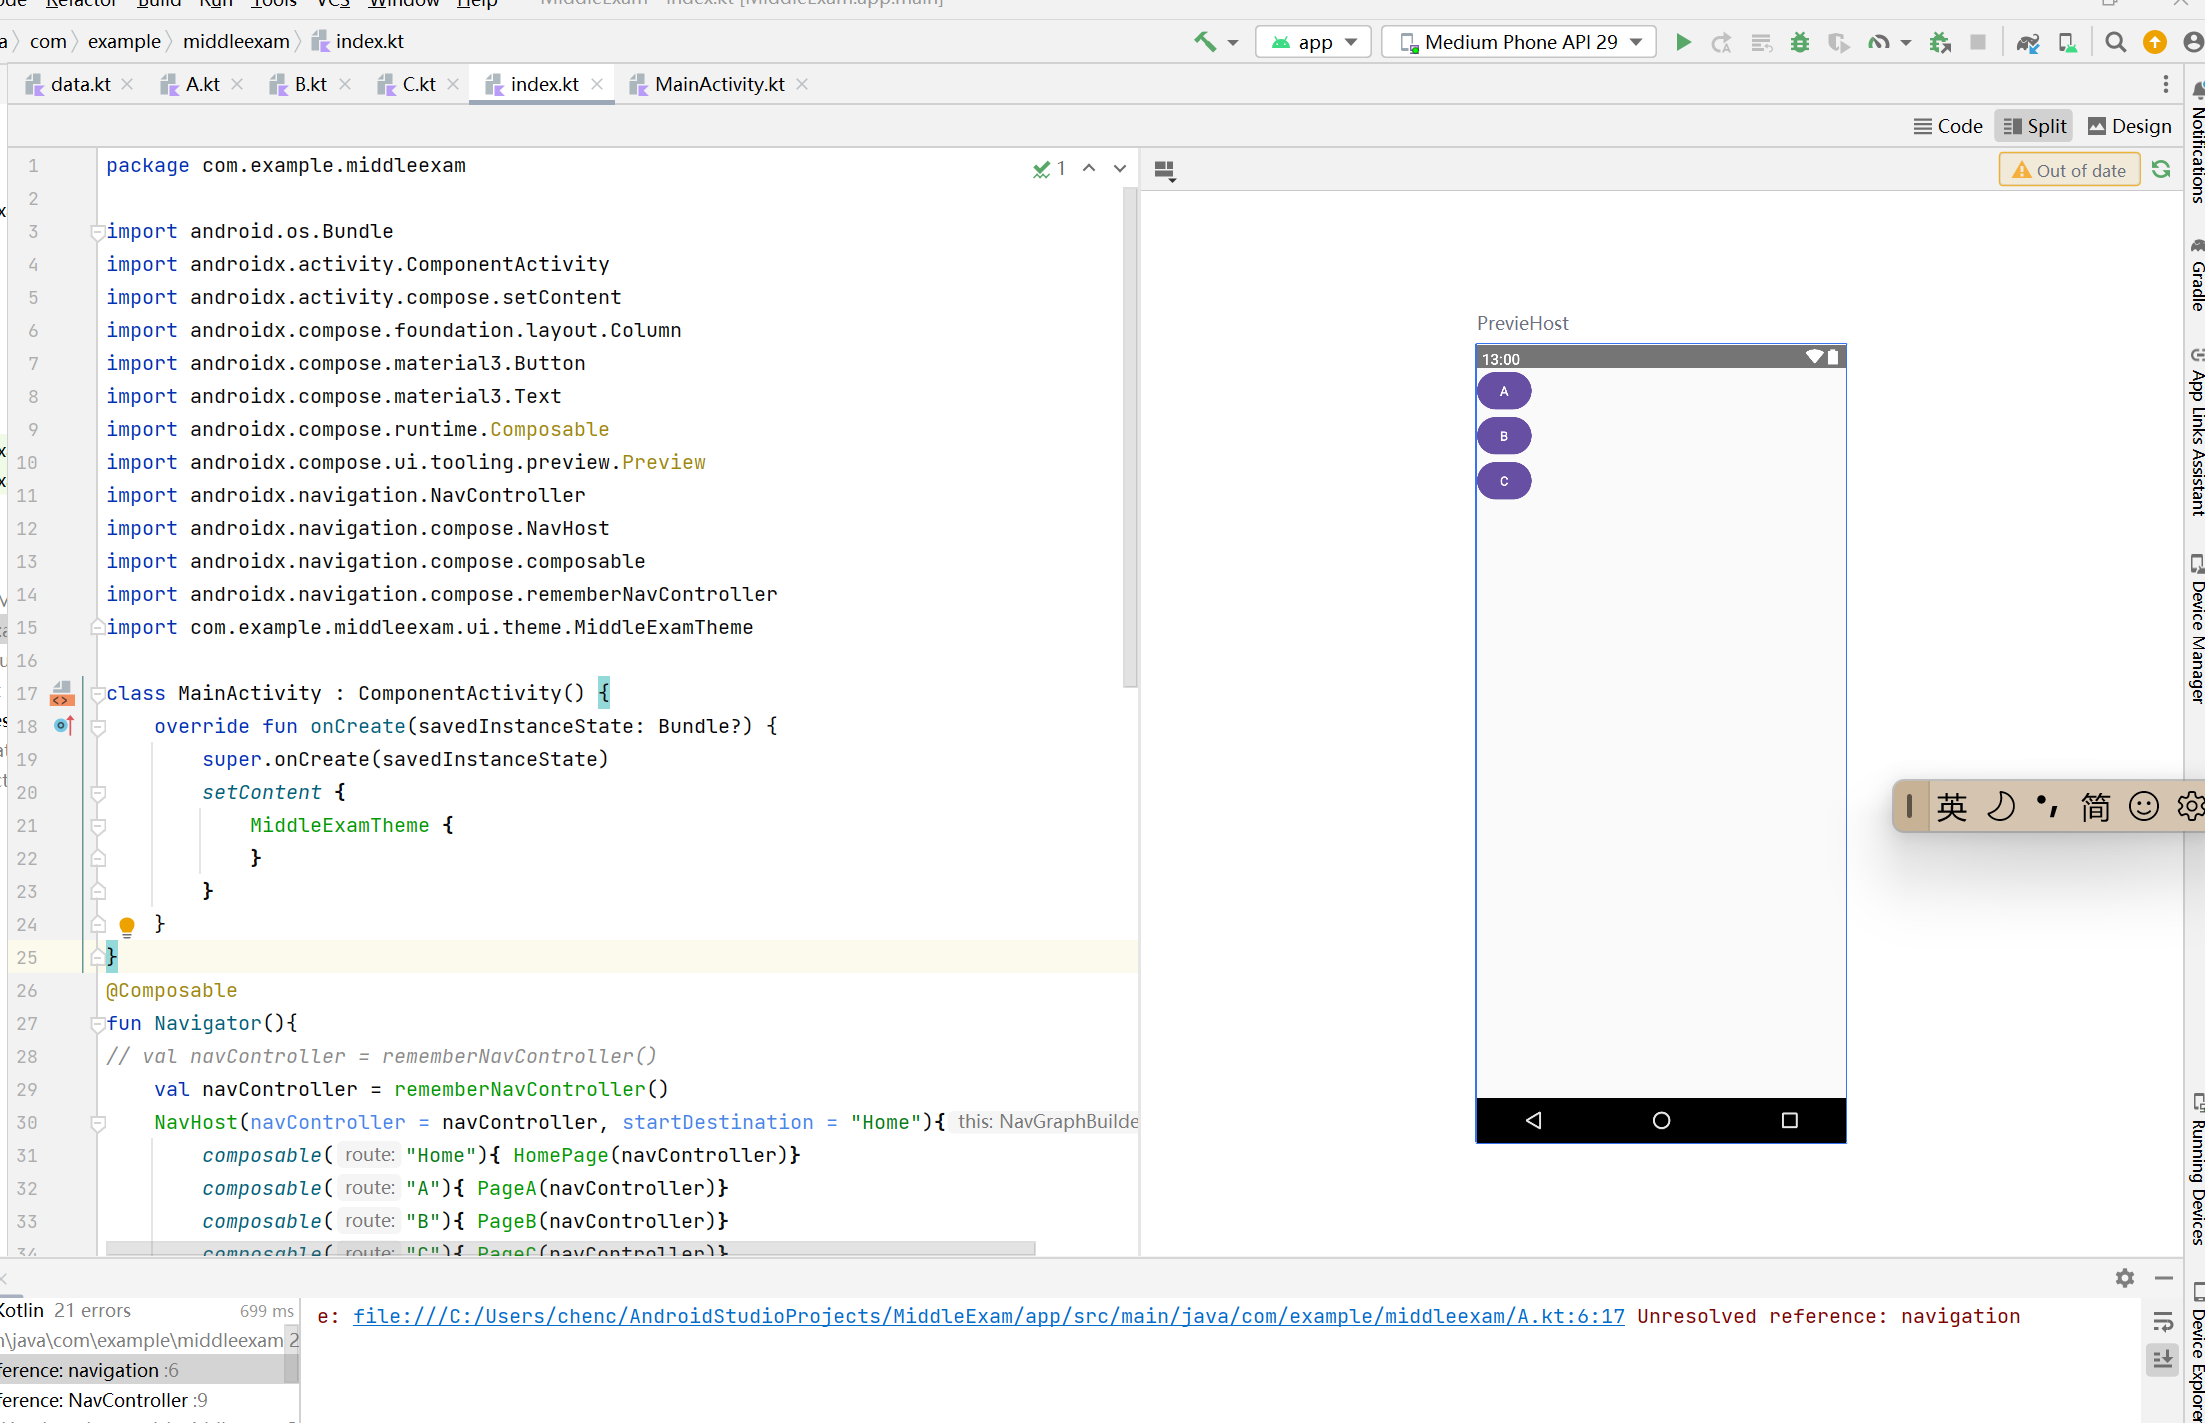 Refactor Build Run Tools VCS Window Help
com example middleexam index.kt app Medium Phone API 29
data.kt A.kt B.kt C.kt index.kt MainActivity.kt
Code Split Design
1 package com.example.middleexam 1 Out of date
2
3 import android.os.Bundle
4 import androidx.activity.ComponentActivity
5 import androidx.activity.compose.setContent
6 import androidx.compose.foundation.layout.Column
7 import androidx.compose.material3.Button
8 import androidx.compose.material3.Text
9 import androidx.compose.runtime.Composable
10 import androidx.compose.ui.tooling.preview.Preview
11 import androidx.navigation.NavController
12 import androidx.navigation.compose.NavHost
13 import androidx.navigation.compose.composable
14 import androidx.navigation.compose.rememberNavController
15 import com.example.middleexam.ui.theme.MiddleExamTheme
16
17 class MainActivity : ComponentActivity() {
18 override fun onCreate(savedInstanceState: Bundle?) {
19 super.onCreate(savedInstanceState)
20 setContent {
21 MiddleExamTheme {
22 }
23 }
24 }
25 }
26 @Composable
27 fun Navigator(){
28 // val navController = rememberNavController()
29 val navController = rememberNavController()
30 NavHost(navController = navController, startDestination = "Home"){ this: NavGraphBuilde
31 composable( route: "Home"){ HomePage(navController)}
32 composable( route: "A"){ PageA(navController)}
33 composable( route: "B"){ PageB(navController)}
34 composable( route: "C"){ PageC(navController)}
PrevieHost
13:00
A
B
C
英 简
Notifications
Gradle
App Links Assistant
Device Manager
Running Devices
Device Explorer
Kotlin 21 errors 699 ms
\java\com\example\middleexam 2
ference: navigation :6
ference: NavController :9
e: file:///C:/Users/chenc/AndroidStudioProjects/MiddleExam/app/src/main/java/com/example/middleexam/A.kt:6:17 Unresolved reference: navigation